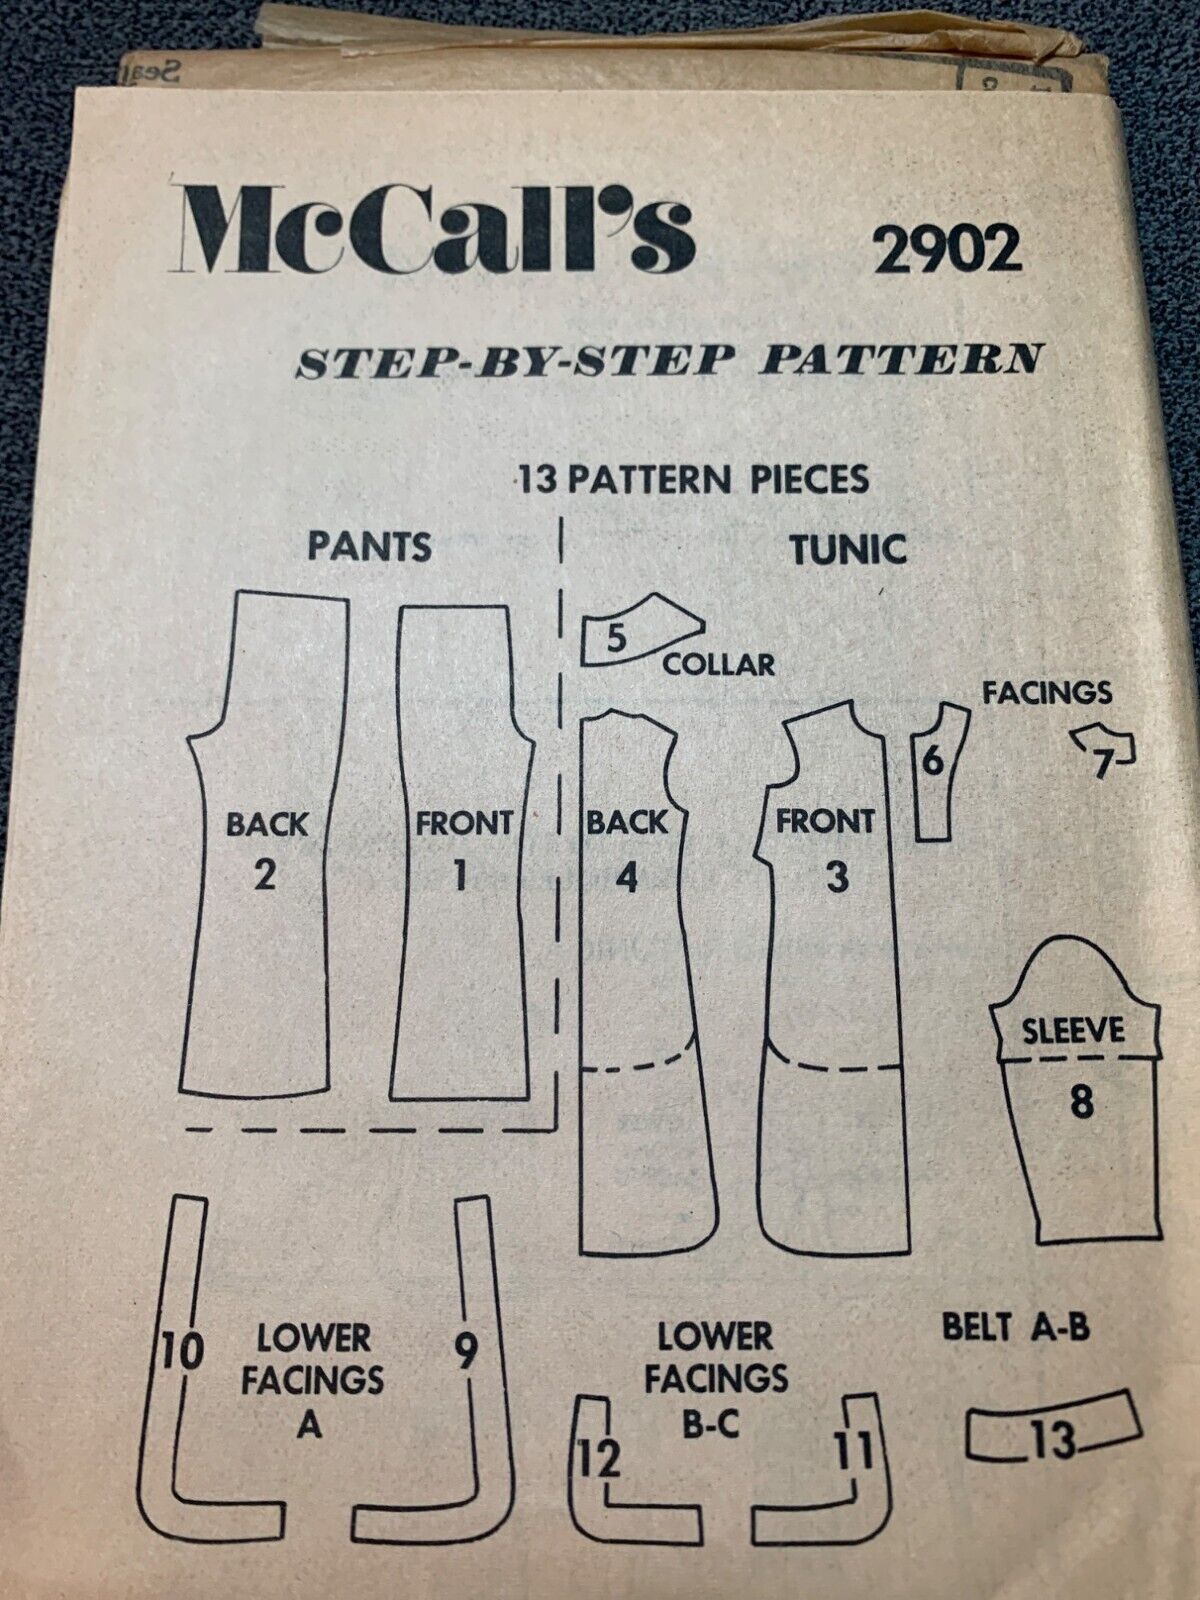 Sea
McCall's
2902
STEP-BY-STEP PATTERN
13 PATTERN PIECES
PANTS
TUNIC
5
COLLAR
FACINGS
6
7
BACK
2
FRONT
1
BACK
4
FRONT
3
SLEEVE
8
10
LOWER
FACINGS
A
9
LOWER
FACINGS
B-C
12
11
BELT A-B
13